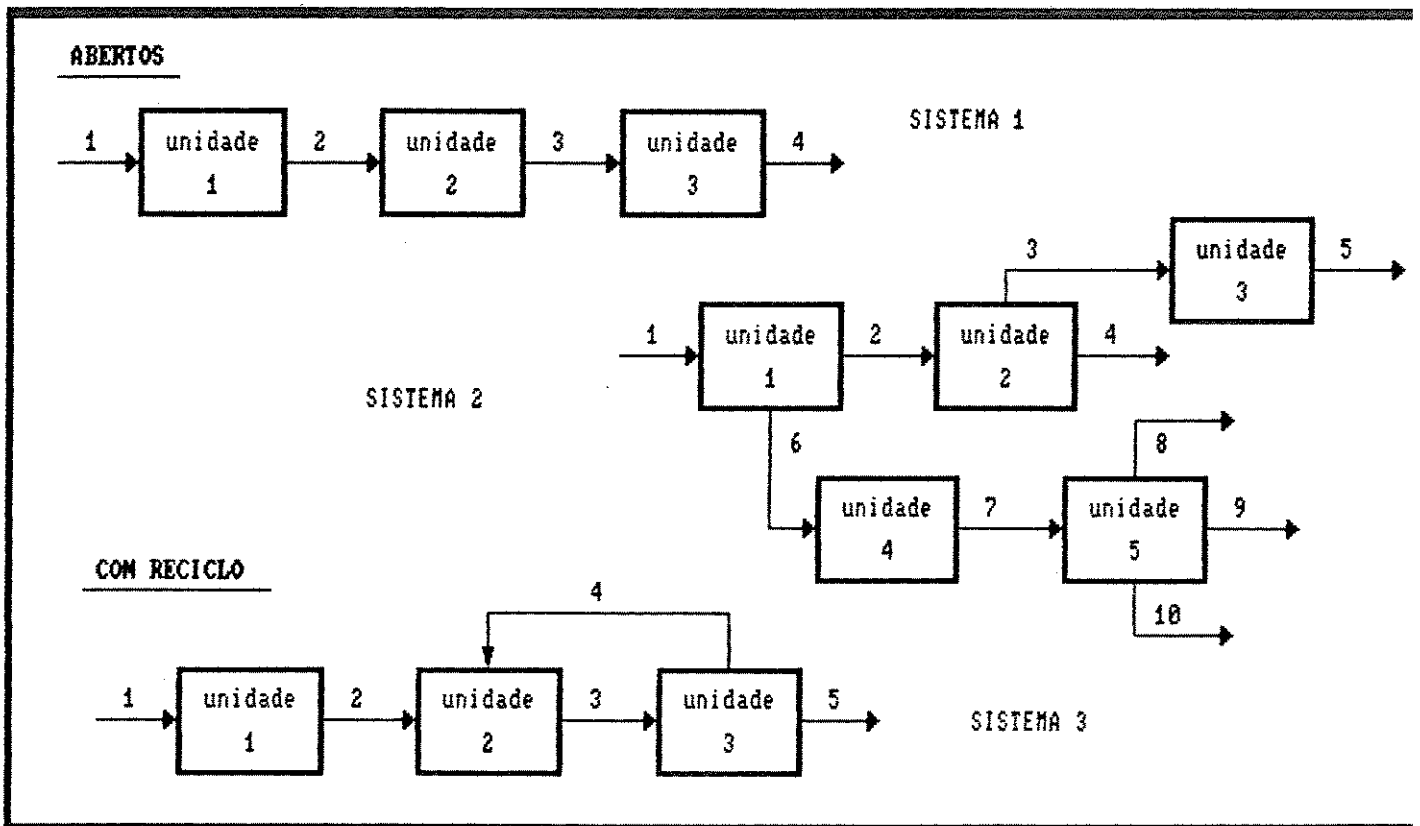 ABERTOS
SISTEMA 1
1 unidade 1 2 unidade 2 3 unidade 3 4
SISTEMA 2
1 unidade 1 2 unidade 2 3 unidade 3 5
4
6 unidade 4 7 unidade 5 8
9
10
COM RECICLO
SISTEMA 3
1 unidade 1 2 unidade 2 3 unidade 3 5
4